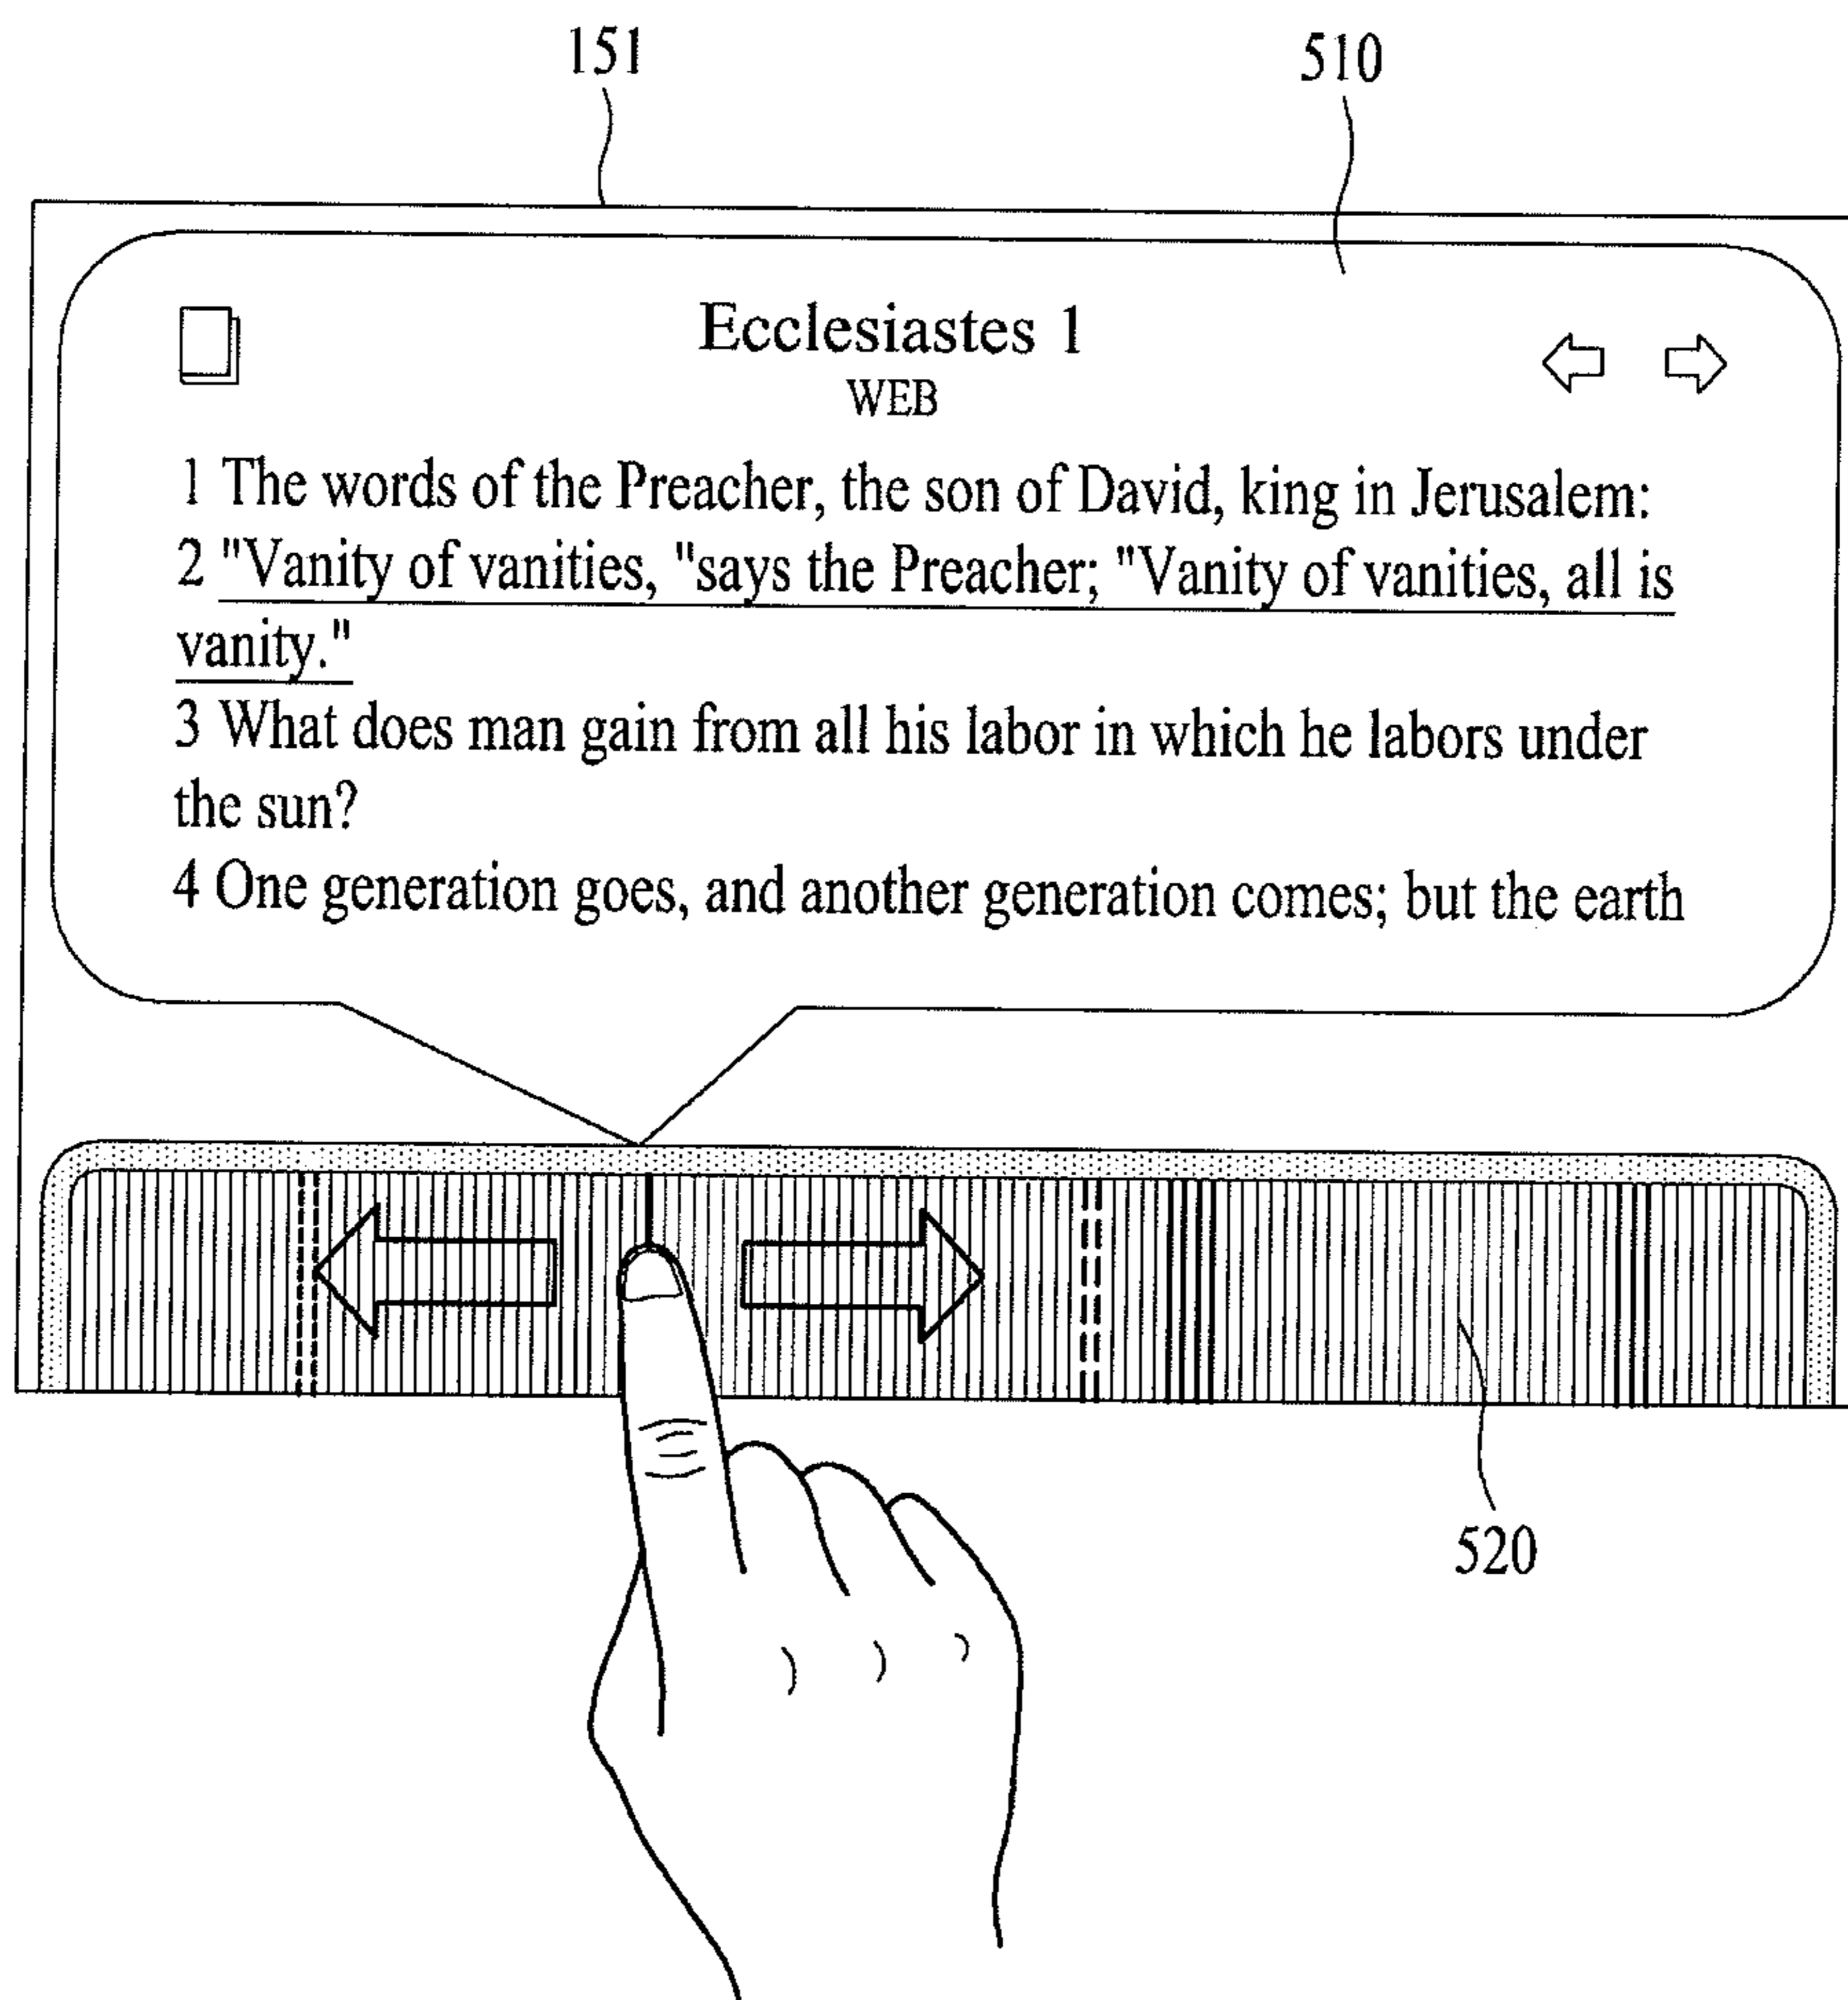 151
510
Ecclesiastes 1
WEB
1 The words of the Preacher, the son of David, king in Jerusalem:
2 "Vanity of vanities, "says the Preacher; "Vanity of vanities, all is
vanity."
3 What does man gain from all his labor in which he labors under
the sun?
4 One generation goes, and another generation comes; but the earth
520